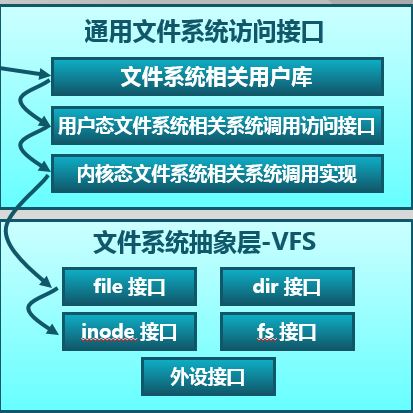 通用文件系统访问接口
文件系统相关用户库
用户态文件系统相关系统调用访问接口
内核态文件系统相关系统调用实现
文件系统抽象层-VFS
file 接口
dir 接口
inode 接口
fs 接口
外设接口